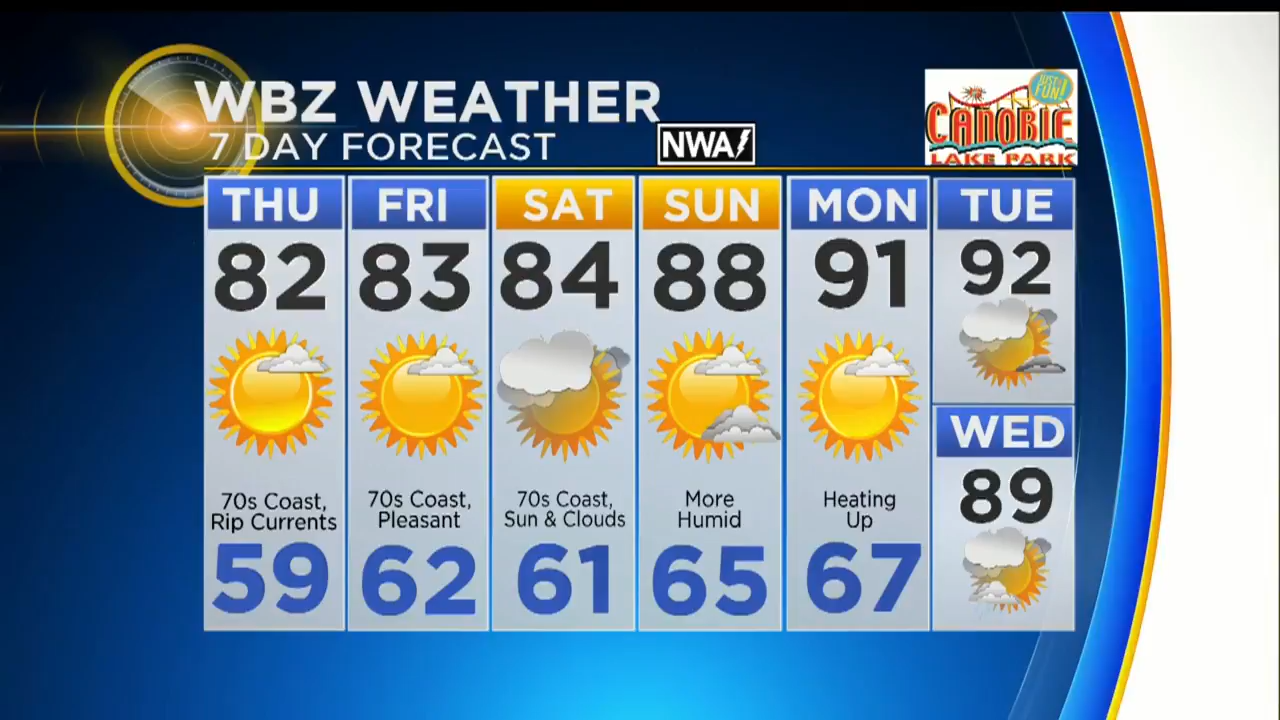 WBZ WEATHER
7 DAY FORECAST
NWA
JUST 4 FUN!
CANOBIE
LAKE PARK
THU
82
70s Coast,
Rip Currents
59
FRI
83
70s Coast,
Pleasant
62
SAT
84
70s Coast,
Sun & Clouds
61
SUN
88
More
Humid
65
MON
91
Heating
Up
67
TUE
92
WED
89